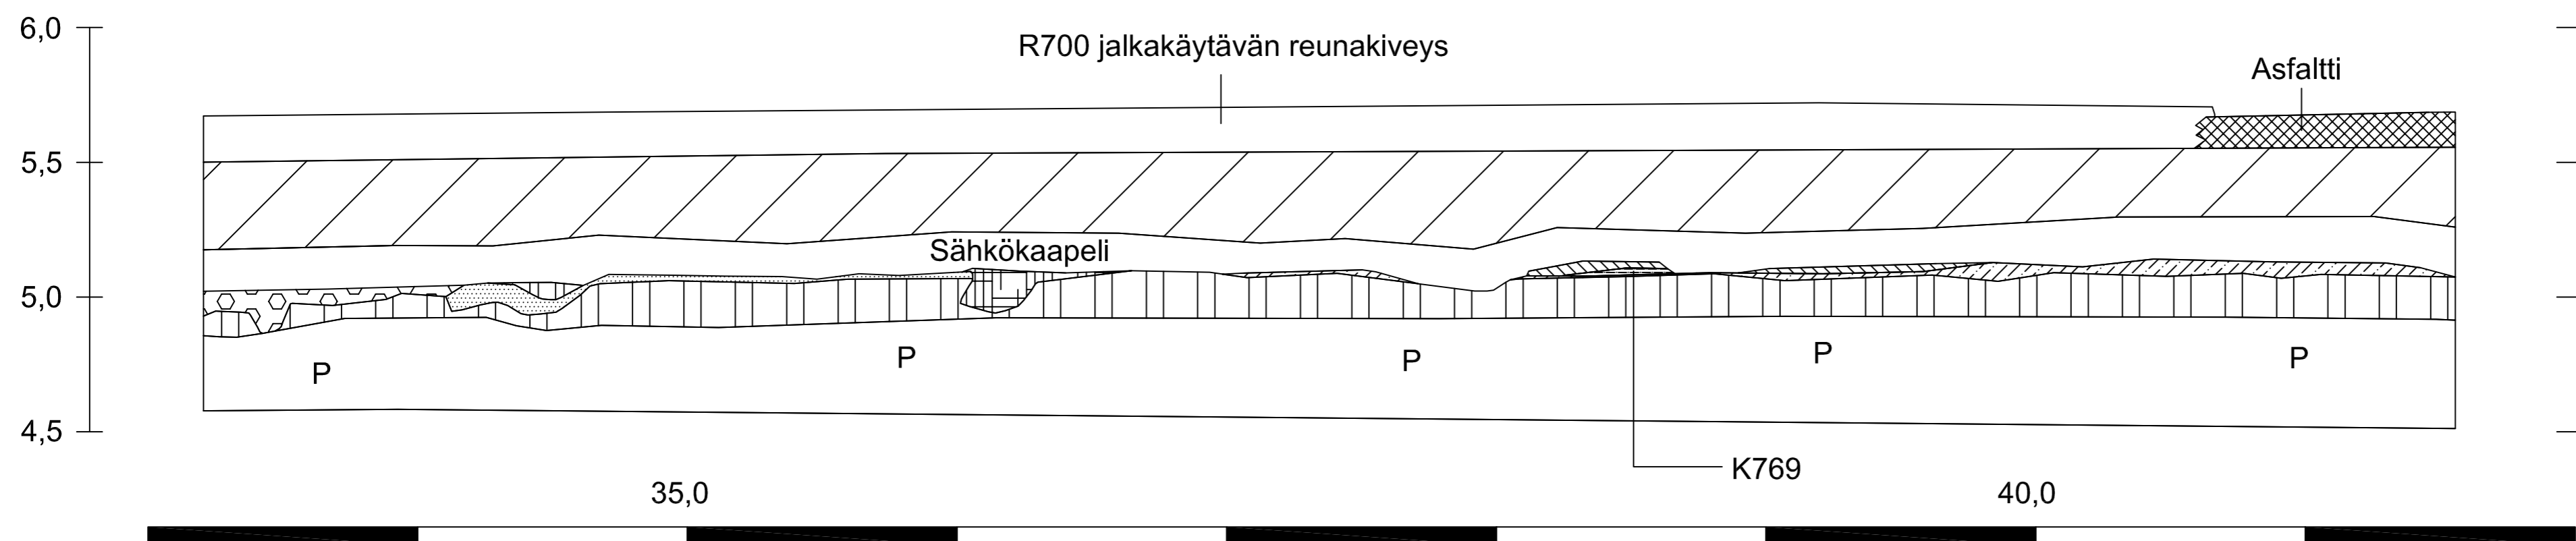 6,0
R700 jalkakäytävän reunakiveys
Asfaltti
5,5
Sähkökaapeli
5,0
P
P
P
P
P
4,5
K769
35,0
40,0